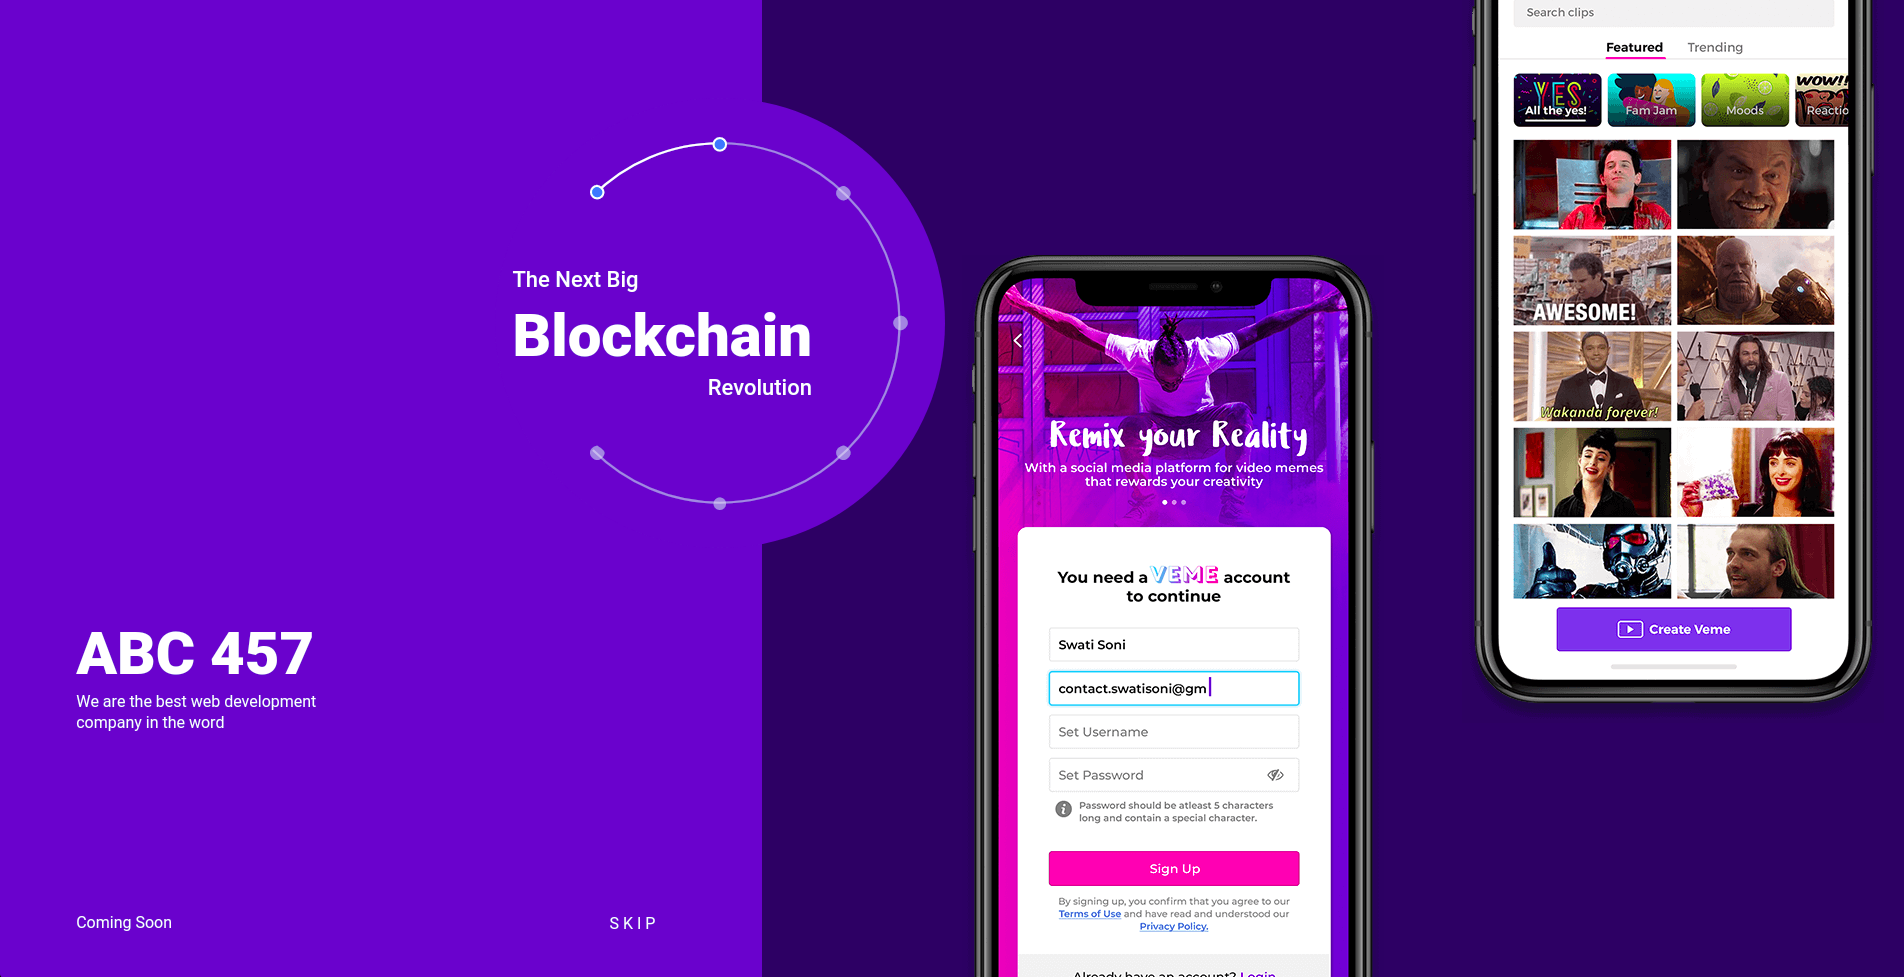 The Next Big
Blockchain
Revolution
ABC 457
We are the best web development
company in the word
Coming Soon
SKIP
Remix your Reality
With a social media platform for video memes
that rewards your creativity
You need a VEME account
to continue
Swati Soni
contact.swatisoni@gm
Set Username
Set Password
Password should be atleast 5 characters
long and contain a special character.
Sign Up
By signing up, you confirm that you agree to our
Terms of Use and have read and understood our
Privacy Policy.
Already have an account? Login
Search clips
Featured Trending
YES
WOW!!
All the yes!
Fam Jam
Moods
Reactio
AWESOME!
Wakanda forever!
Create Veme